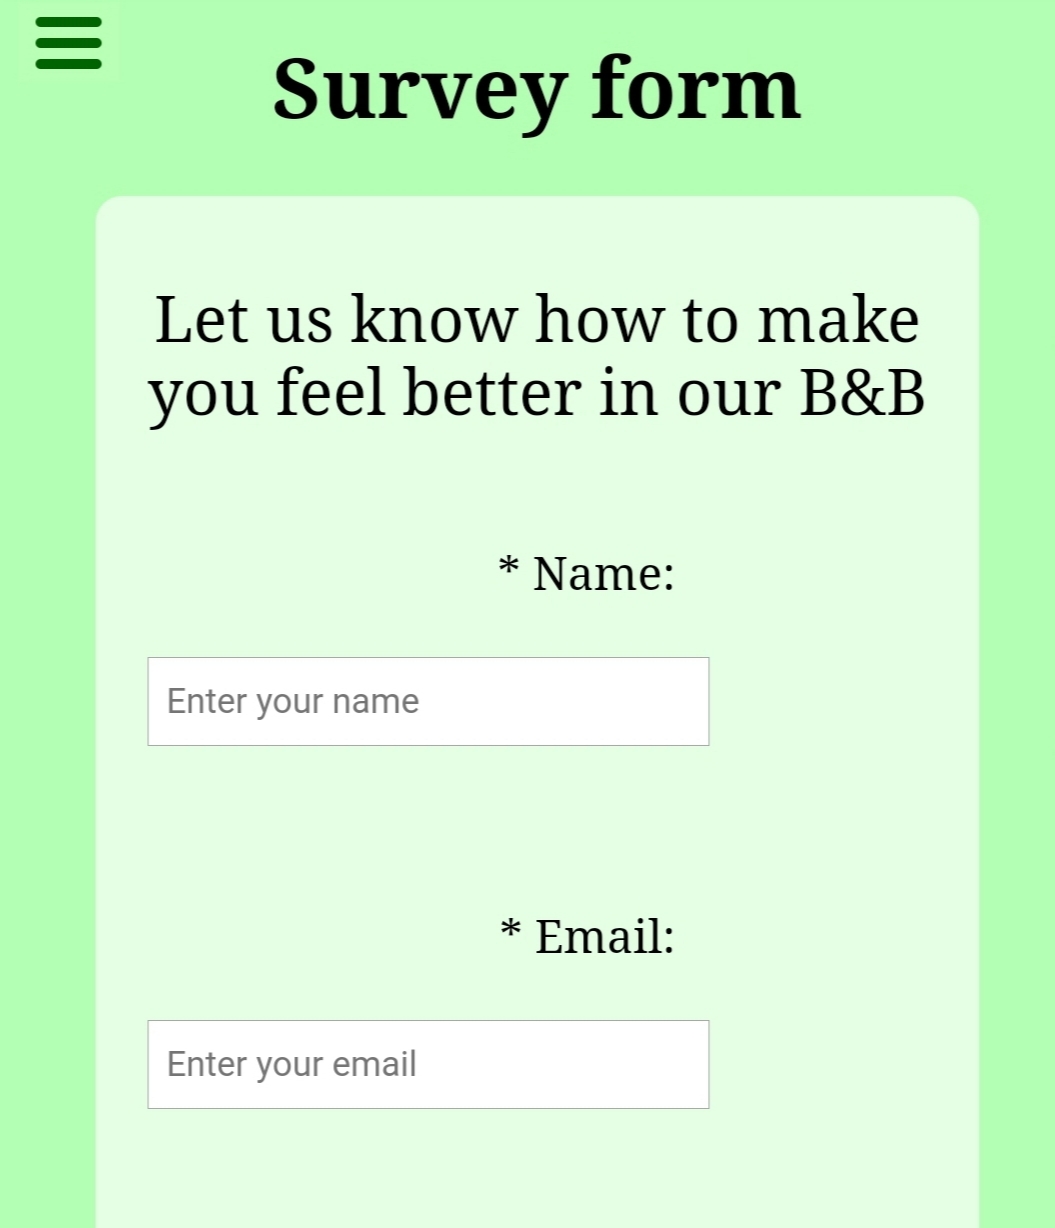 Survey form
Let us know how to make
you feel better in our B&B
* Name:
Enter your name
* Email:
Enter your email